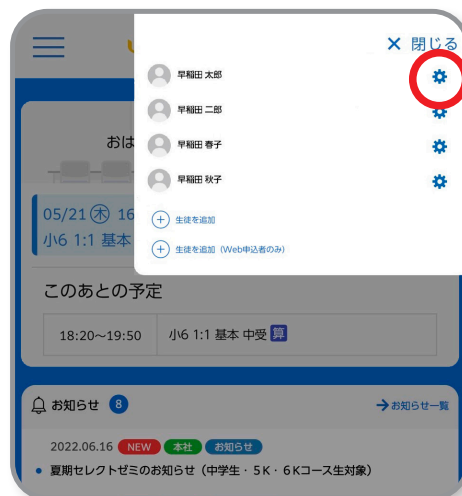 閉じる
早稲田 太郎
早稲田 二郎
早稲田 春子
早稲田 秋子
生徒を追加
生徒を追加（Web申込者のみ）
おは
05/21 木 16
小6 1:1 基本
このあとの予定
18:20～19:50 小6 1:1 基本 中受 算
お知らせ 8 お知らせ一覧
2022.06.16 NEW 本社 お知らせ
夏期セレクトゼミのお知らせ（中学生・5K・6Kコース生対象）